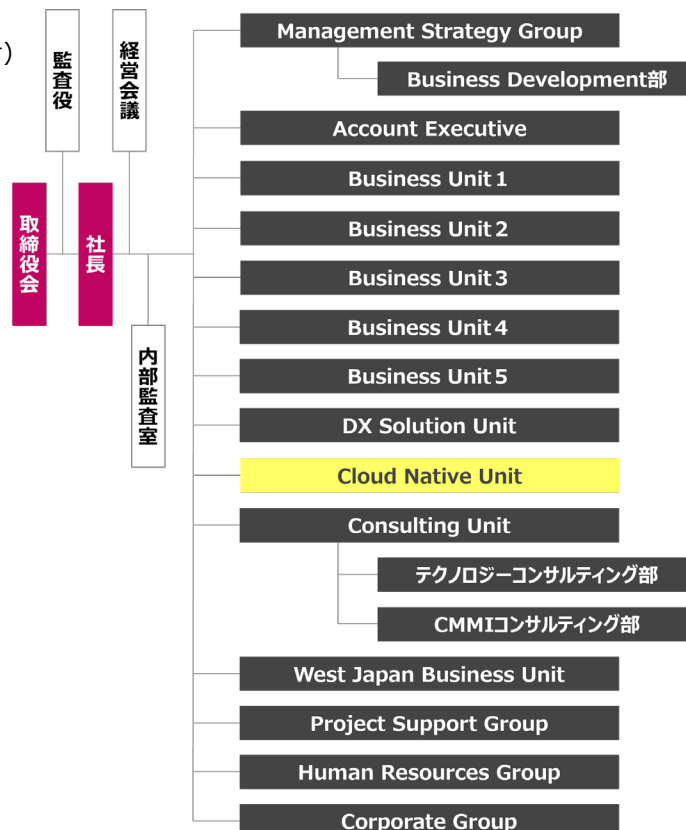 監査役
経営会議
取締役会
社長
内部監査室
Management Strategy Group
Business Development部
Account Executive
Business Unit 1
Business Unit 2
Business Unit 3
Business Unit 4
Business Unit 5
DX Solution Unit
Cloud Native Unit
Consulting Unit
テクノロジーコンサルティング部
CMMIコンサルティング部
West Japan Business Unit
Project Support Group
Human Resources Group
Corporate Group